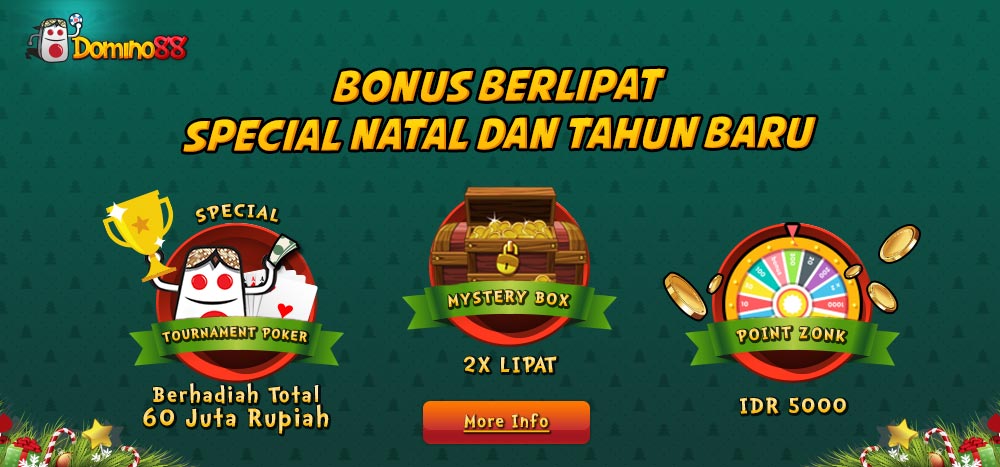 Domino88
BONUS BERLIPAT
SPECIAL NATAL DAN TAHUN BARU
SPECIAL
TOURNAMENT POKER
Berhadiah Total
60 Juta Rupiah
MYSTERY BOX
2X LIPAT
More Info
POINT ZONK
IDR 5000